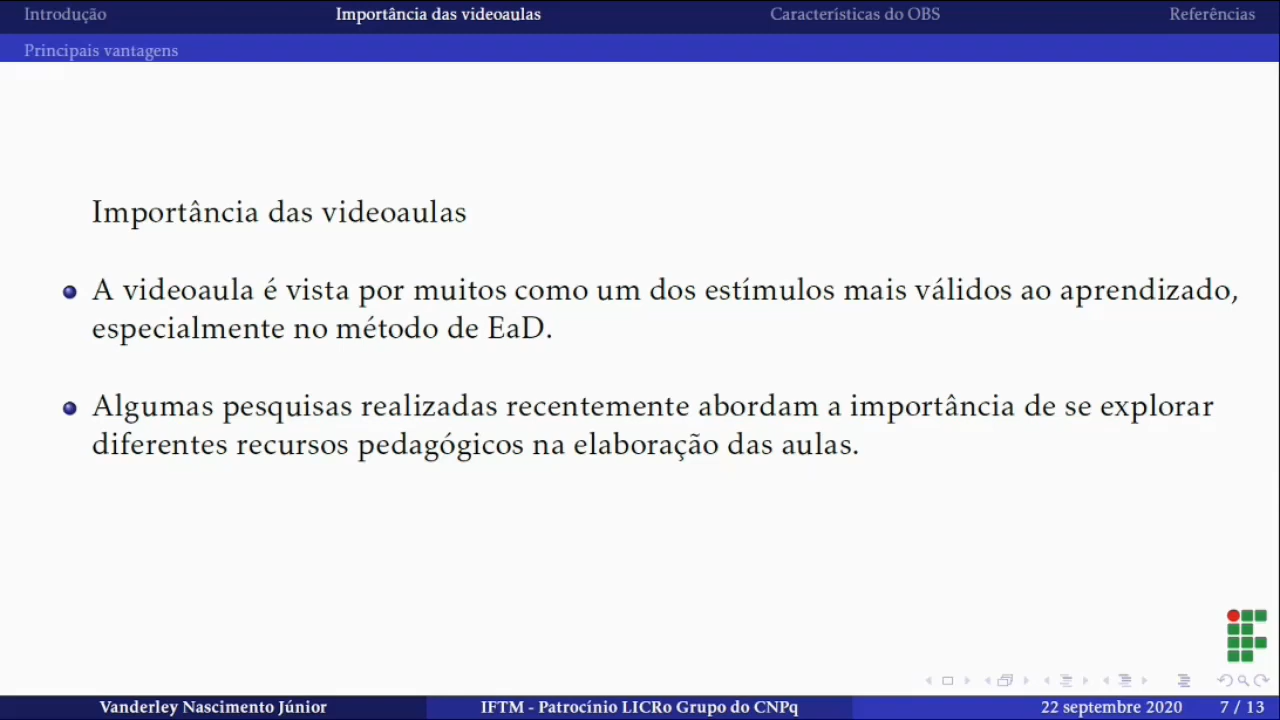 Introdução Importância das videoaulas Características do OBS Referências
Principais vantagens
Importância das videoaulas
A videoaula é vista por muitos como um dos estímulos mais válidos ao aprendizado,
especialmente no método de EaD.
Algumas pesquisas realizadas recentemente abordam a importância de se explorar
diferentes recursos pedagógicos na elaboração das aulas.
Vanderley Nascimento Júnior IFTM - Patrocínio LICRo Grupo do CNPq 22 septembre 2020 7 / 13